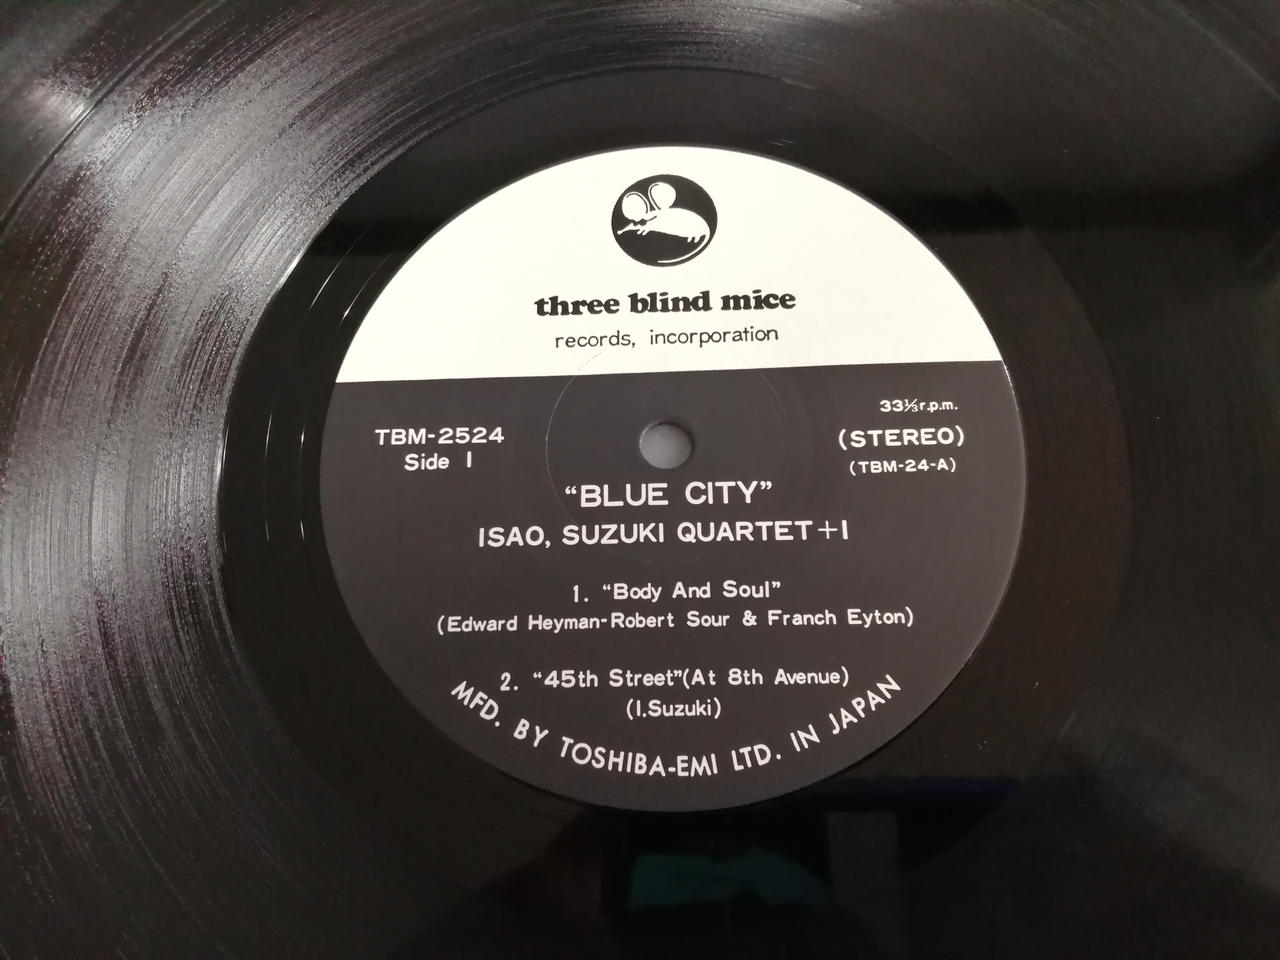 three blind mice
records, incorporation
33⅓r.p.m.
TBM-2524
(STEREO)
Side 1
(TBM-24-A)
“BLUE CITY”
ISAO, SUZUKI QUARTET+1
1. “Body And Soul”
(Edward Heyman-Robert Sour & Franch Eyton)
2. “45th Street”(At 8th Avenue)
(I.Suzuki)
MFD. BY TOSHIBA-EMI LTD. IN JAPAN